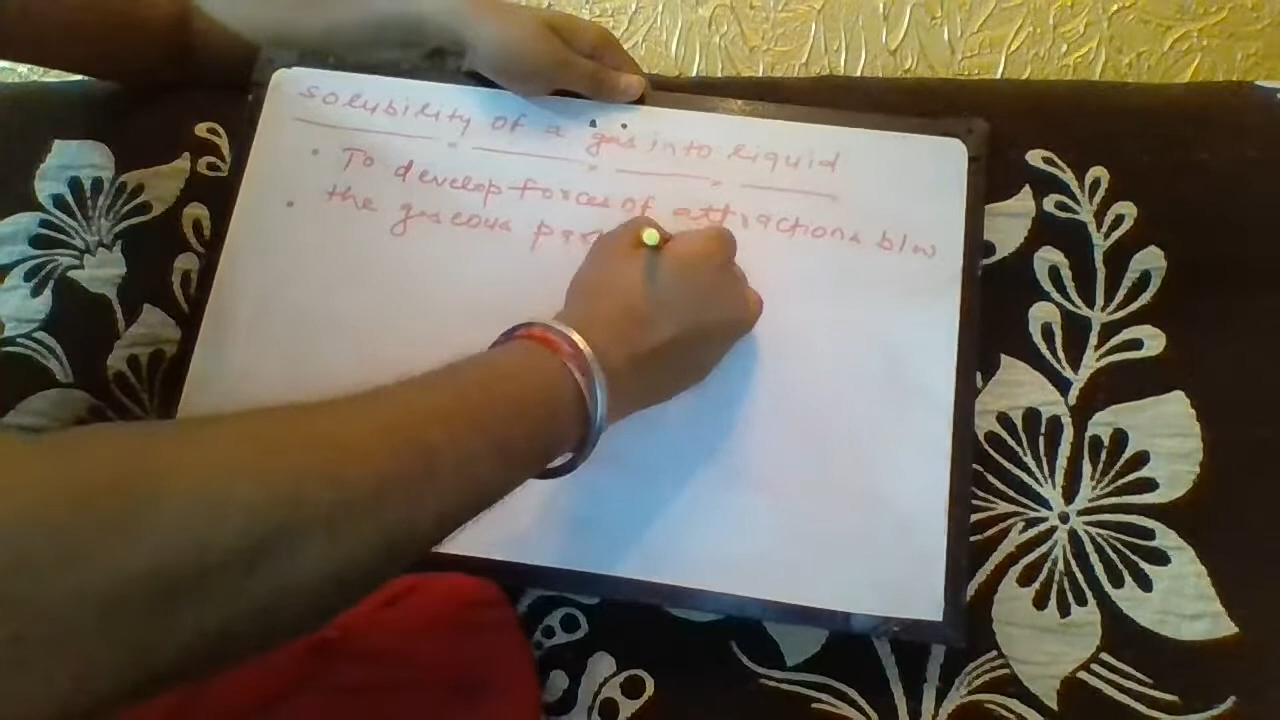 solubility of a gas into liquid
• To develop forces of attractions b/w
• the gaseous